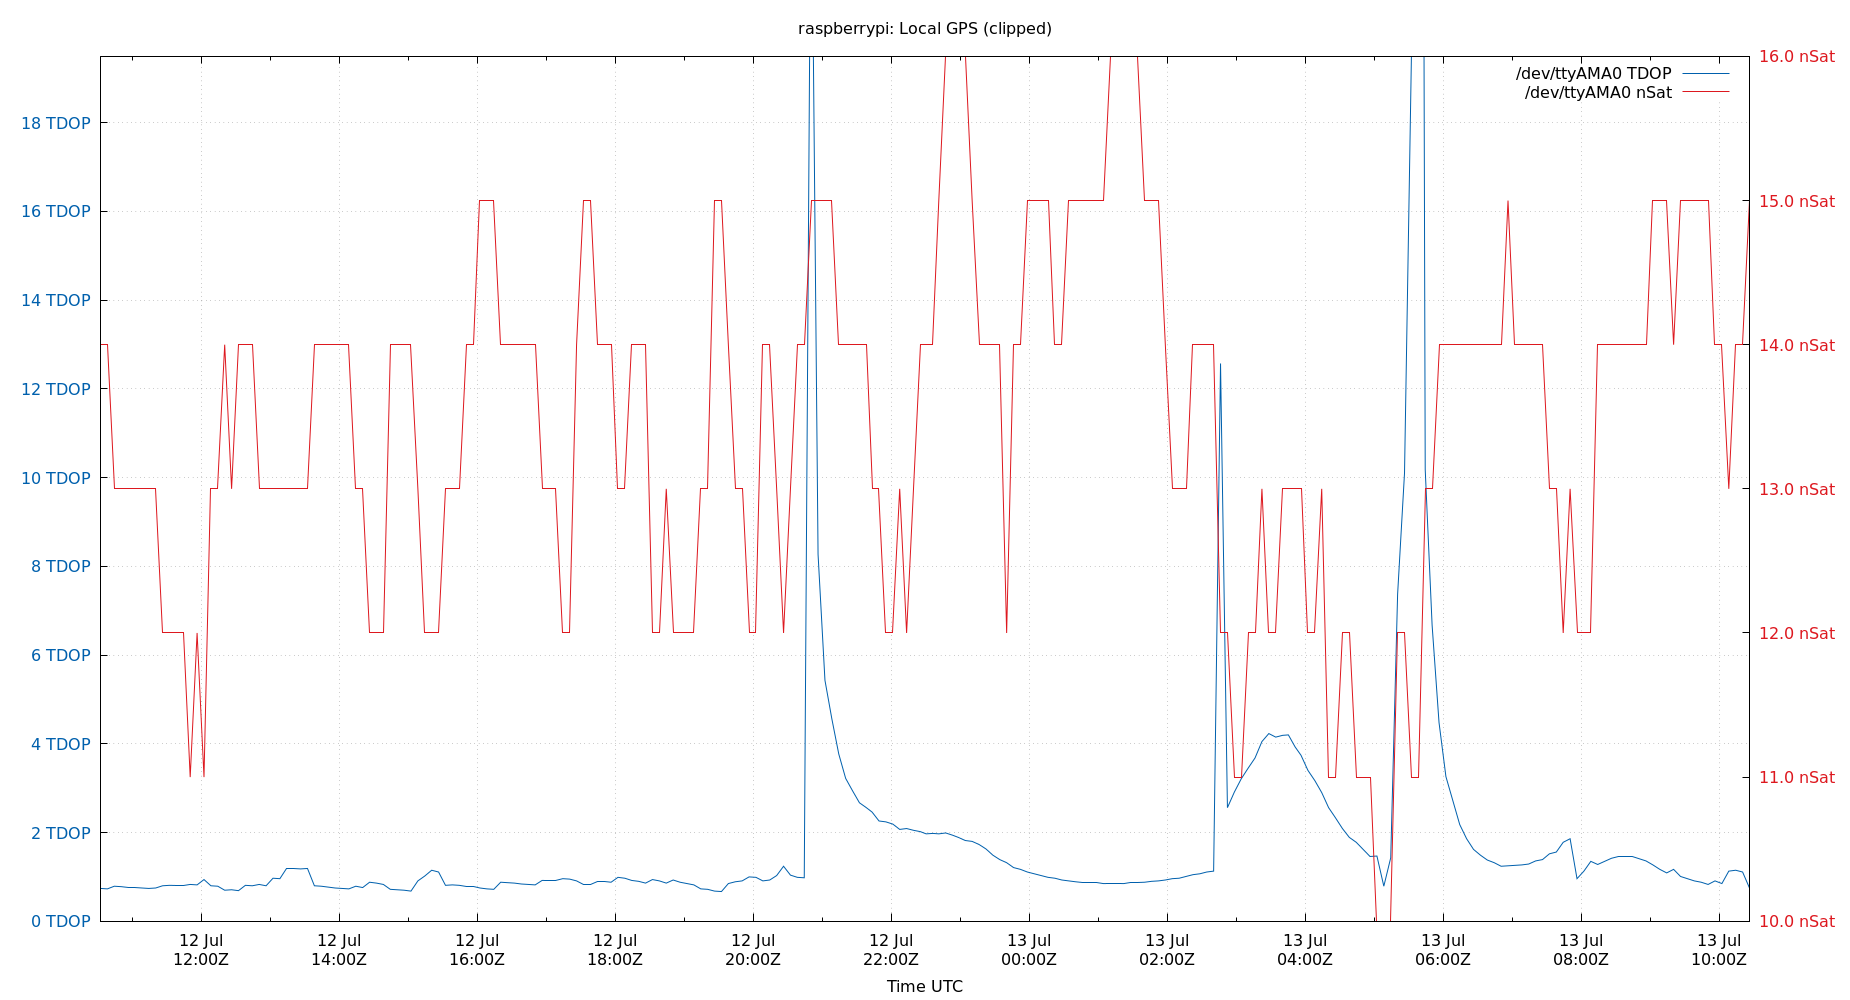 raspberrypi: Local GPS (clipped)
16.0 nSat
/dev/ttyAMA0 TDOP
/dev/ttyAMA0 nSat
18 TDOP
16 TDOP
15.0 nSat
14 TDOP
14.0 nSat
12 TDOP
10 TDOP
13.0 nSat
8 TDOP
6 TDOP
12.0 nSat
4 TDOP
11.0 nSat
2 TDOP
0 TDOP
10.0 nSat
12 Jul 12 Jul 12 Jul 12 Jul 12 Jul 12 Jul 13 Jul 13 Jul 13 Jul 13 Jul 13 Jul 13 Jul
12:00Z 14:00Z 16:00Z 18:00Z 20:00Z 22:00Z 00:00Z 02:00Z 04:00Z 06:00Z 08:00Z 10:00Z
Time UTC